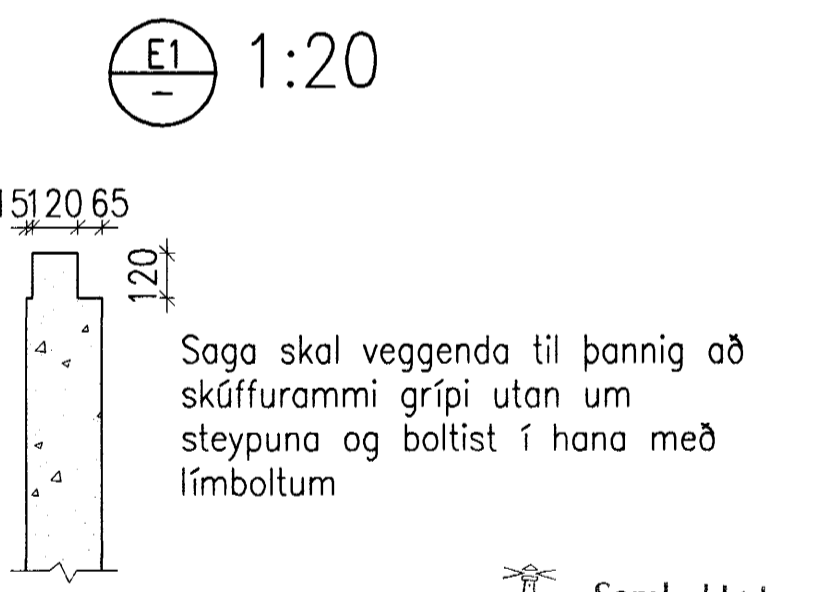 E1
–
1:20
15 120 65
120
Saga skal veggenda til þannig að
skúffurammi grípi utan um
steypuna og boltist í hana með
límboltum